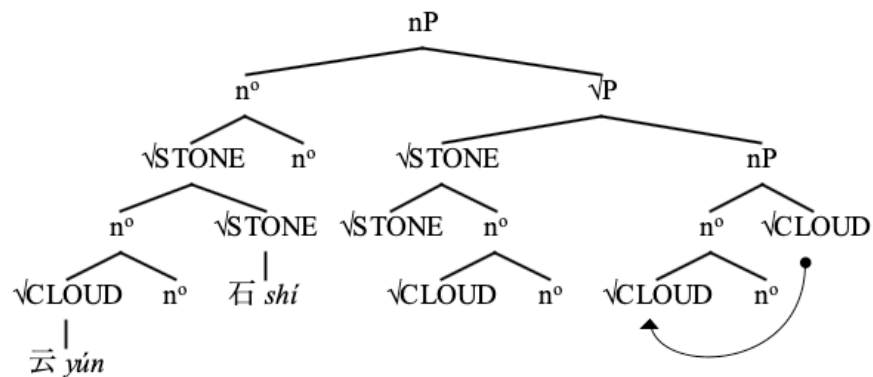 nP
nº √P
√STONE nº √STONE nP
nº √STONE √STONE nº nº √CLOUD
√CLOUD nº 石 shí √CLOUD nº √CLOUD nº
云 yún